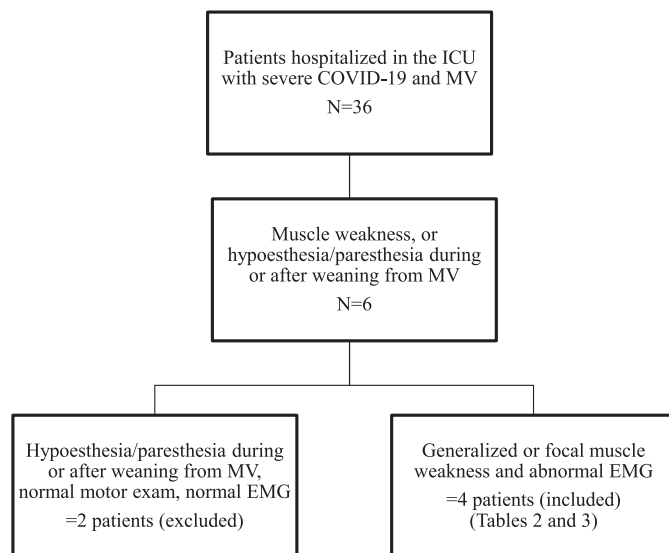 Patients hospitalized in the ICU
with severe COVID-19 and MV
N=36
Muscle weakness, or
hypoesthesia/paresthesia during
or after weaning from MV
N=6
Hypoesthesia/paresthesia during
or after weaning from MV,
normal motor exam, normal EMG
=2 patients (excluded)
Generalized or focal muscle
weakness and abnormal EMG
=4 patients (included)
(Tables 2 and 3)